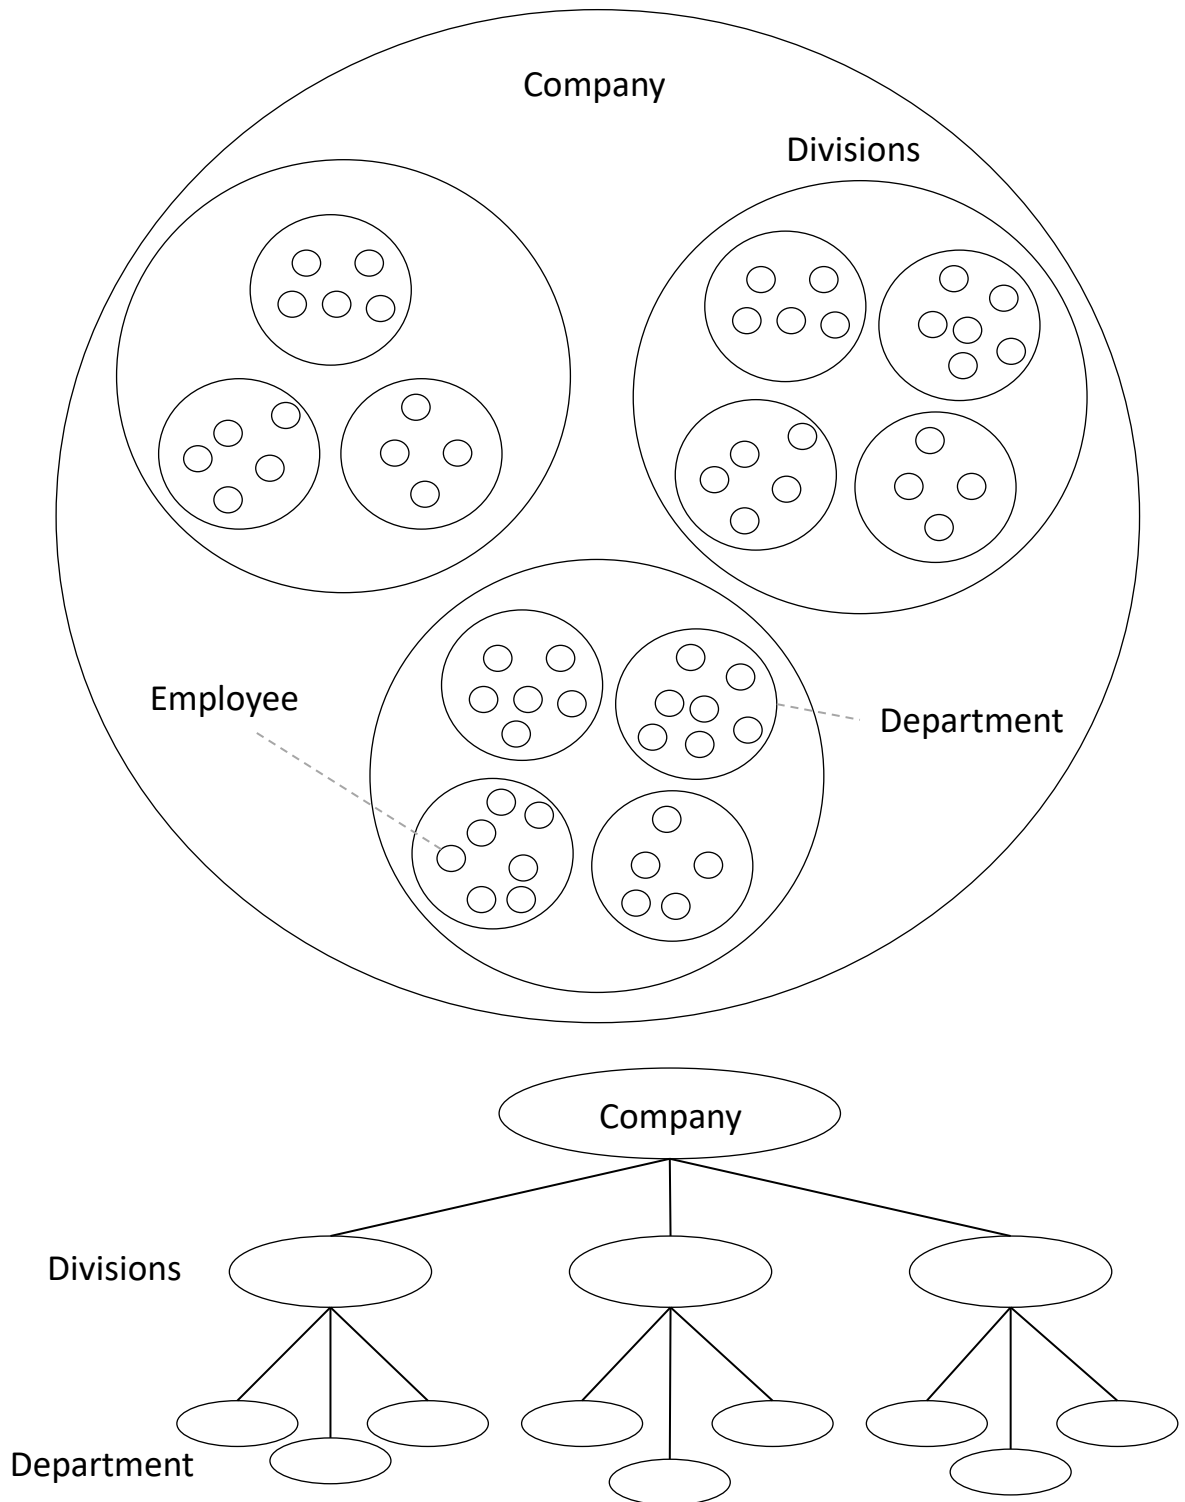 Company
Divisions
Employee
Department
Company
Divisions
Department